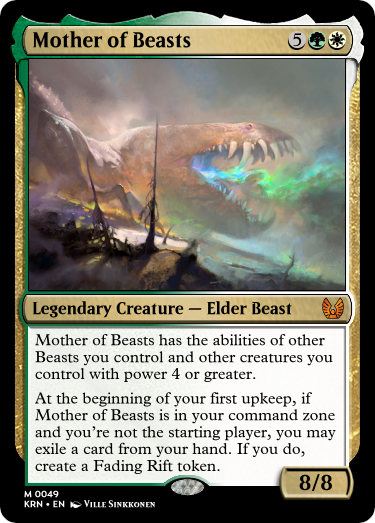 Mother of Beasts 5
Legendary Creature — Elder Beast
Mother of Beasts has the abilities of other
Beasts you control and other creatures you
control with power 4 or greater.
At the beginning of your first upkeep, if
Mother of Beasts is in your command zone
and you're not the starting player, you may
exile a card from your hand. If you do,
create a Fading Rift token.
8/8
M 0049
KRN • EN Ville Sinkkonen